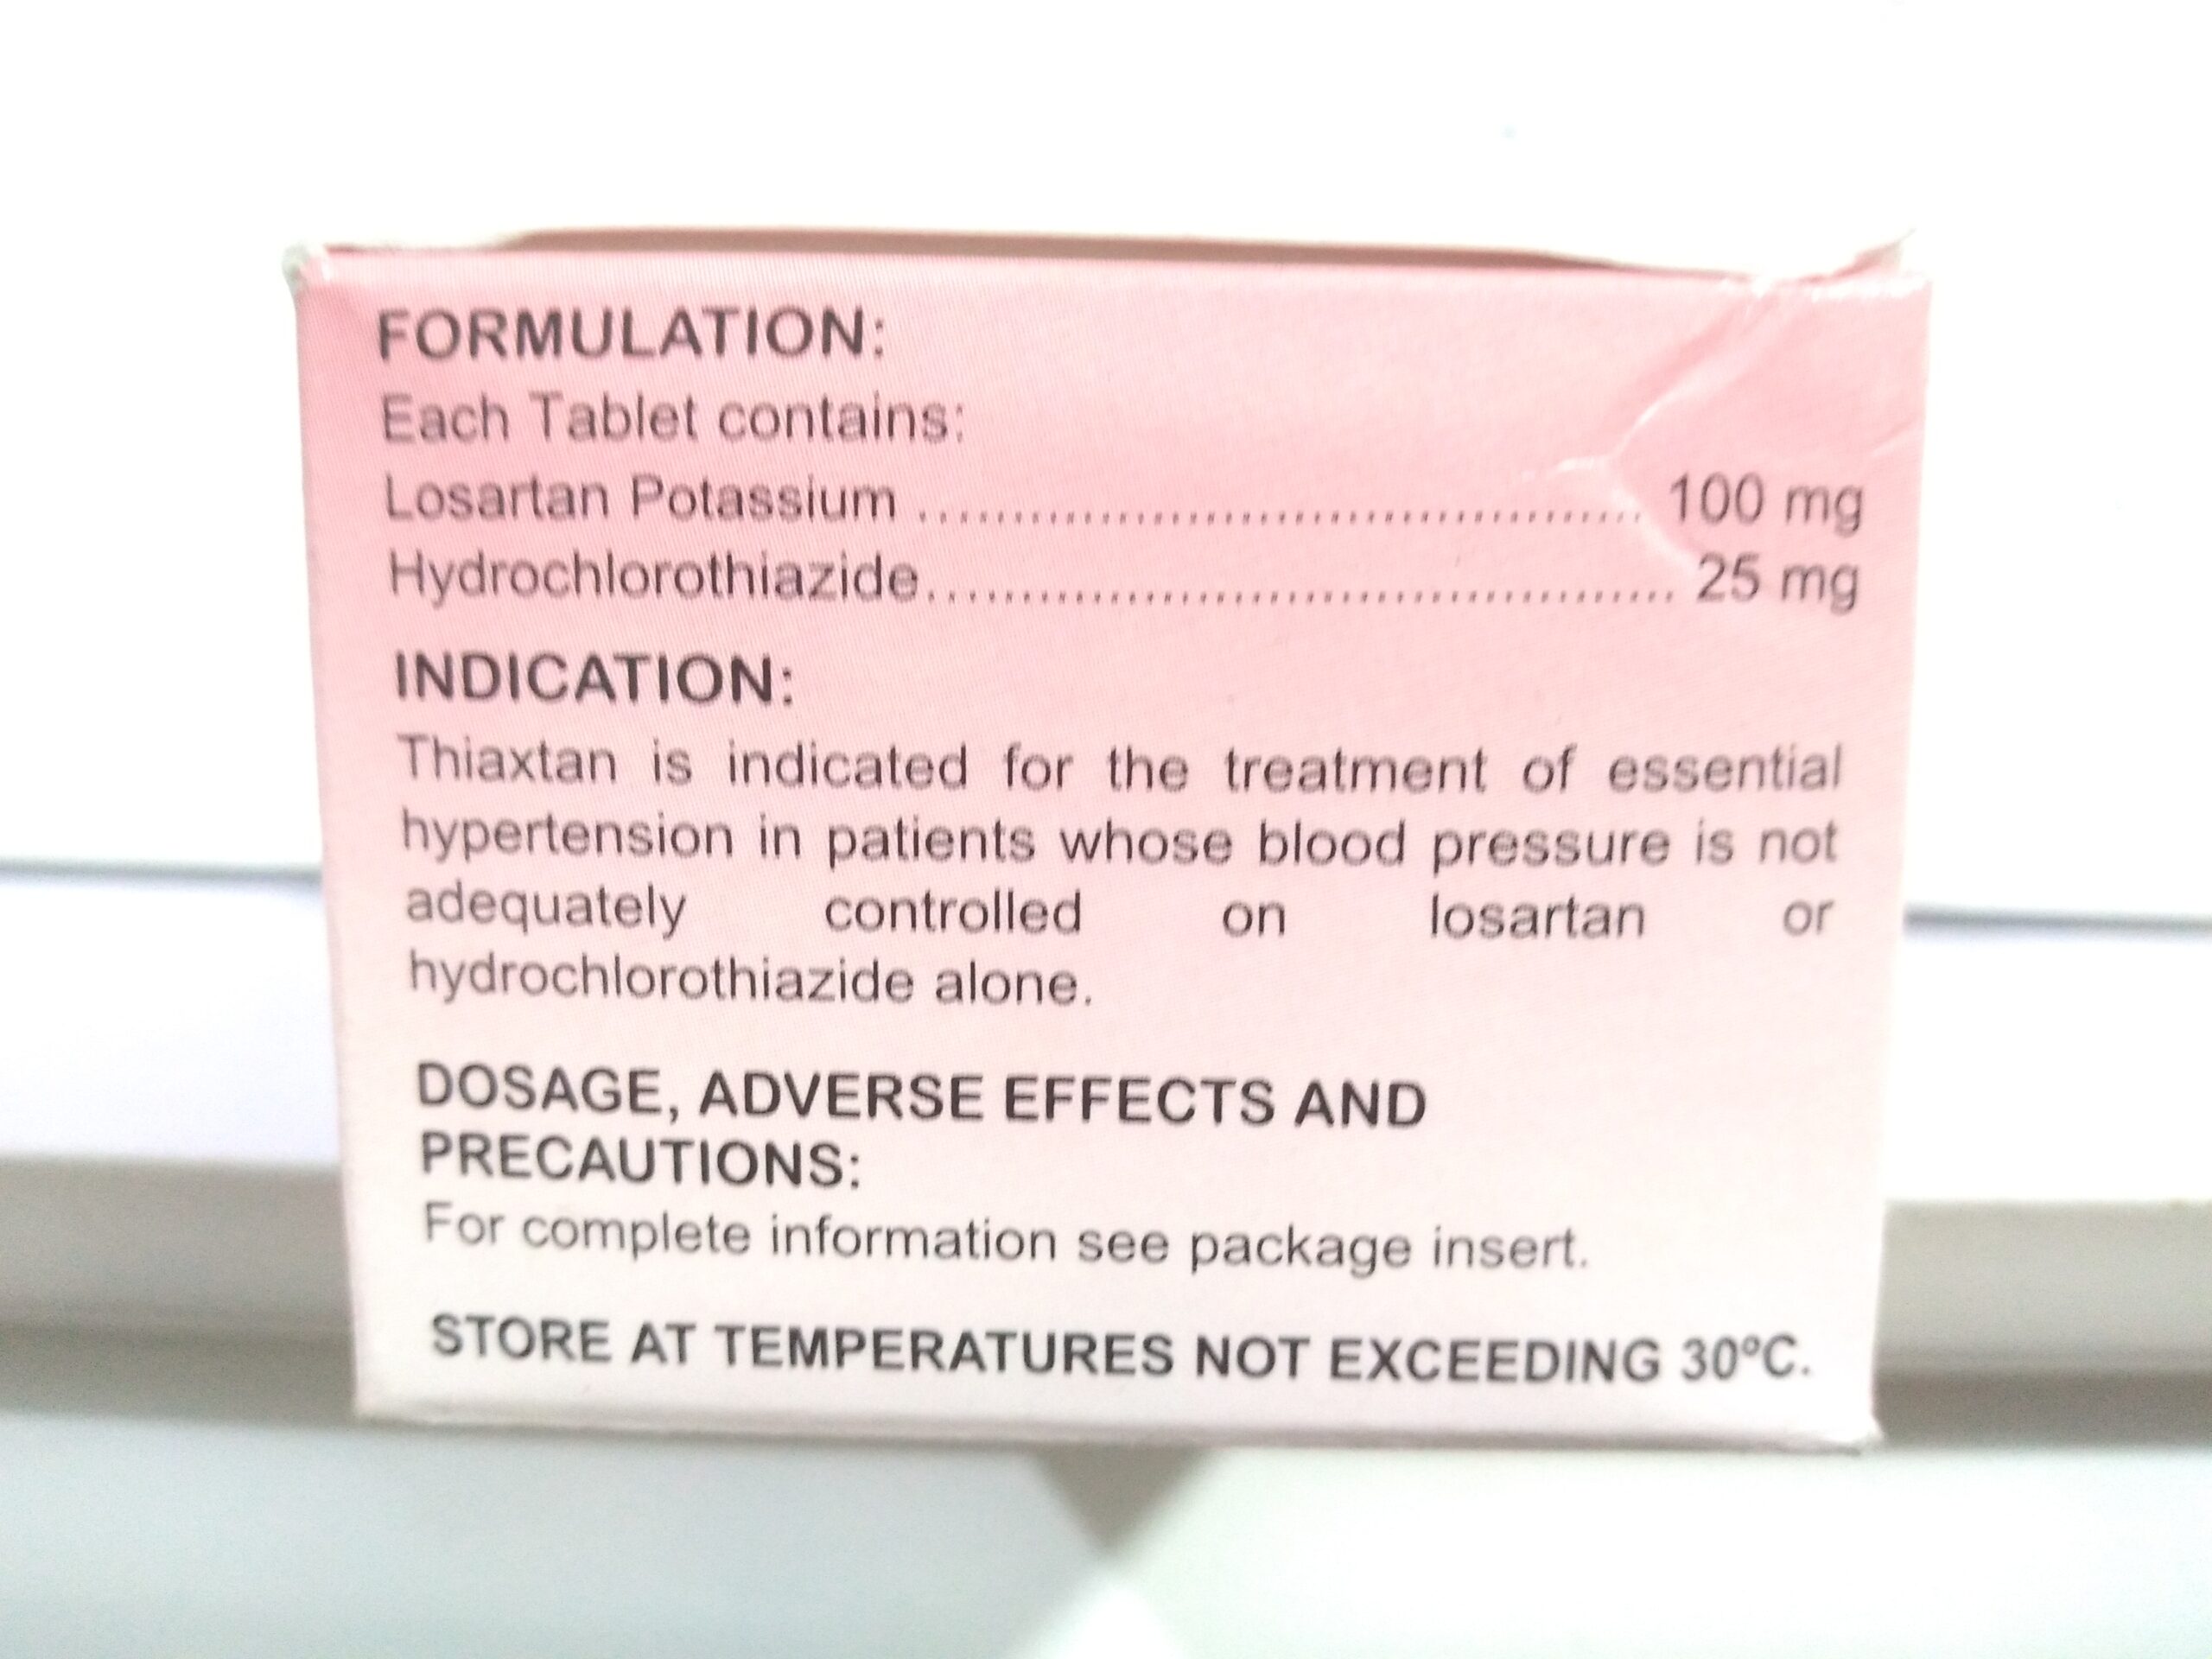 FORMULATION:
Each Tablet contains:
Losartan Potassium ............................................. 100 mg
Hydrochlorothiazide............................................. 25 mg
INDICATION:
Thiaxtan is indicated for the treatment of essential
hypertension in patients whose blood pressure is not
adequately controlled on losartan or
hydrochlorothiazide alone.
DOSAGE, ADVERSE EFFECTS AND
PRECAUTIONS:
For complete information see package insert.
STORE AT TEMPERATURES NOT EXCEEDING 30ºC.